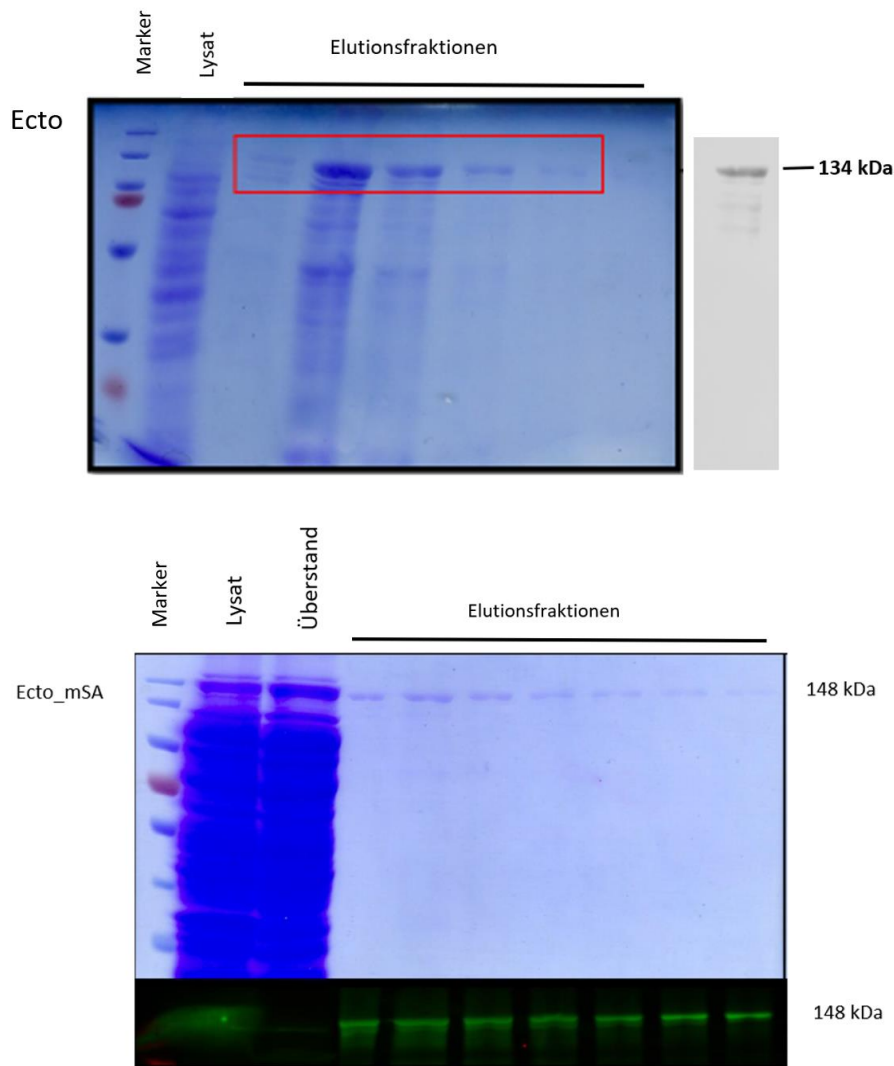 Marker
Lysat
Elutionsfraktionen
Ecto
134 kDa
Marker
Lysat
Überstand
Elutionsfraktionen
Ecto_mSA
148 kDa
148 kDa